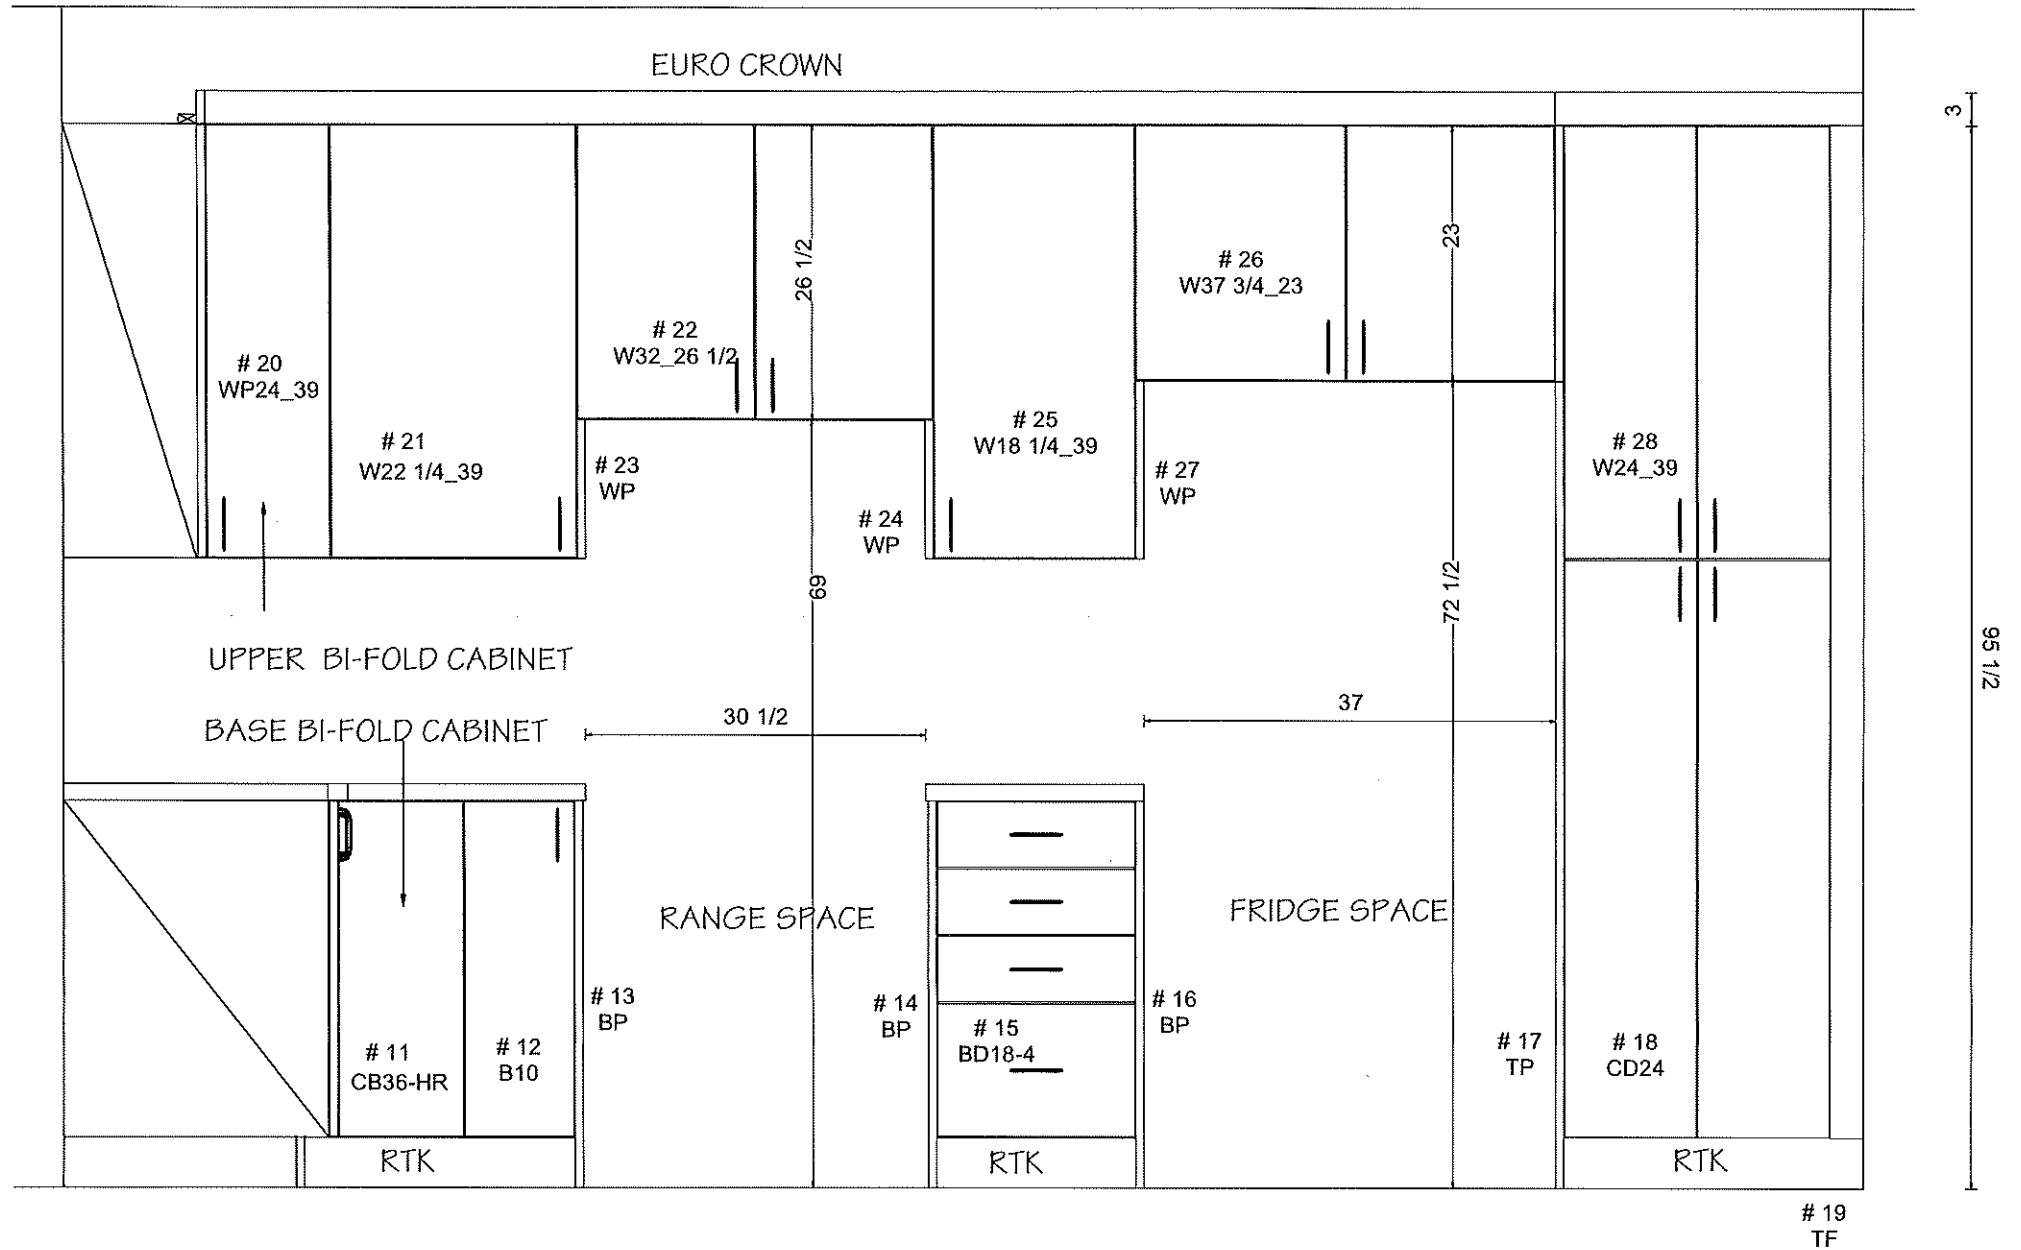 EURO CROWN
3
# 20
WP24_39
# 21
W22 1/4_39
# 22
W32_26 1/2
26 1/2
# 23
WP
# 24
WP
# 25
W18 1/4_39
# 26
W37 3/4_23
23
# 27
WP
# 28
W24_39
69
72 1/2
95 1/2
UPPER BI-FOLD CABINET
BASE BI-FOLD CABINET
30 1/2
37
RANGE SPACE
FRIDGE SPACE
# 11
CB36-HR
# 12
B10
# 13
BP
# 14
BP
# 15
BD18-4
# 16
BP
# 17
TP
# 18
CD24
RTK
RTK
RTK
# 19
TF